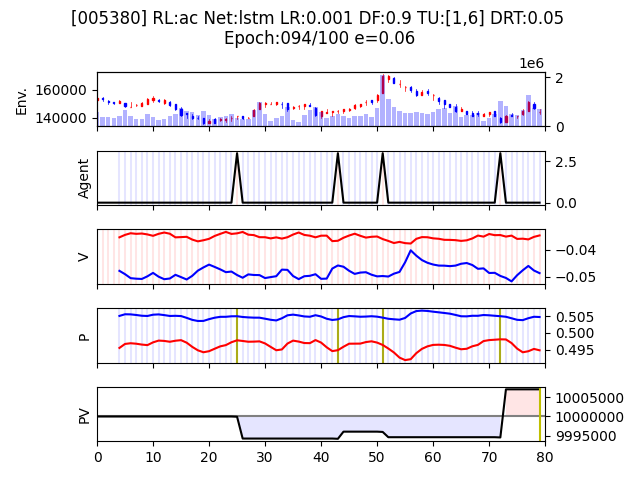 [005380] RL:ac Net:lstm LR:0.001 DF:0.9 TU:[1,6] DRT:0.05
Epoch:094/100 e=0.06
1e6
Env.
160000
140000
2
0
Agent
2.5
0.0
V
−0.04
−0.05
P
0.505
0.500
0.495
PV
10005000
10000000
9995000
0 10 20 30 40 50 60 70 80